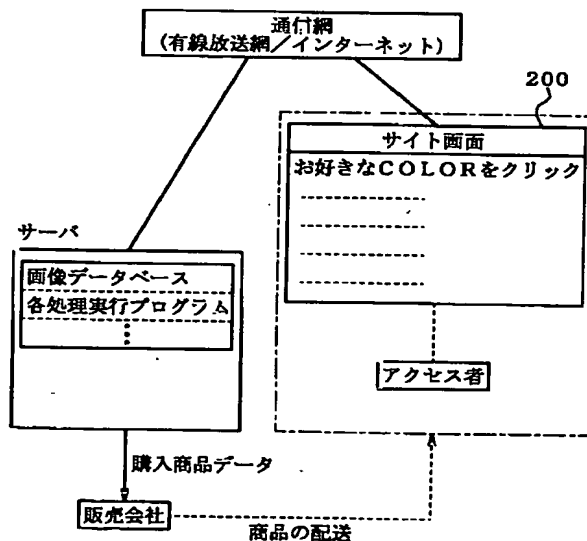 通付網
(有線放送網／インターネット)
200
サイト画面
お好きなCOLORをクリック
サーバ
画像データベース
各処理実行プログラム
アクセス者
購入商品データ
販売会社
商品の配送